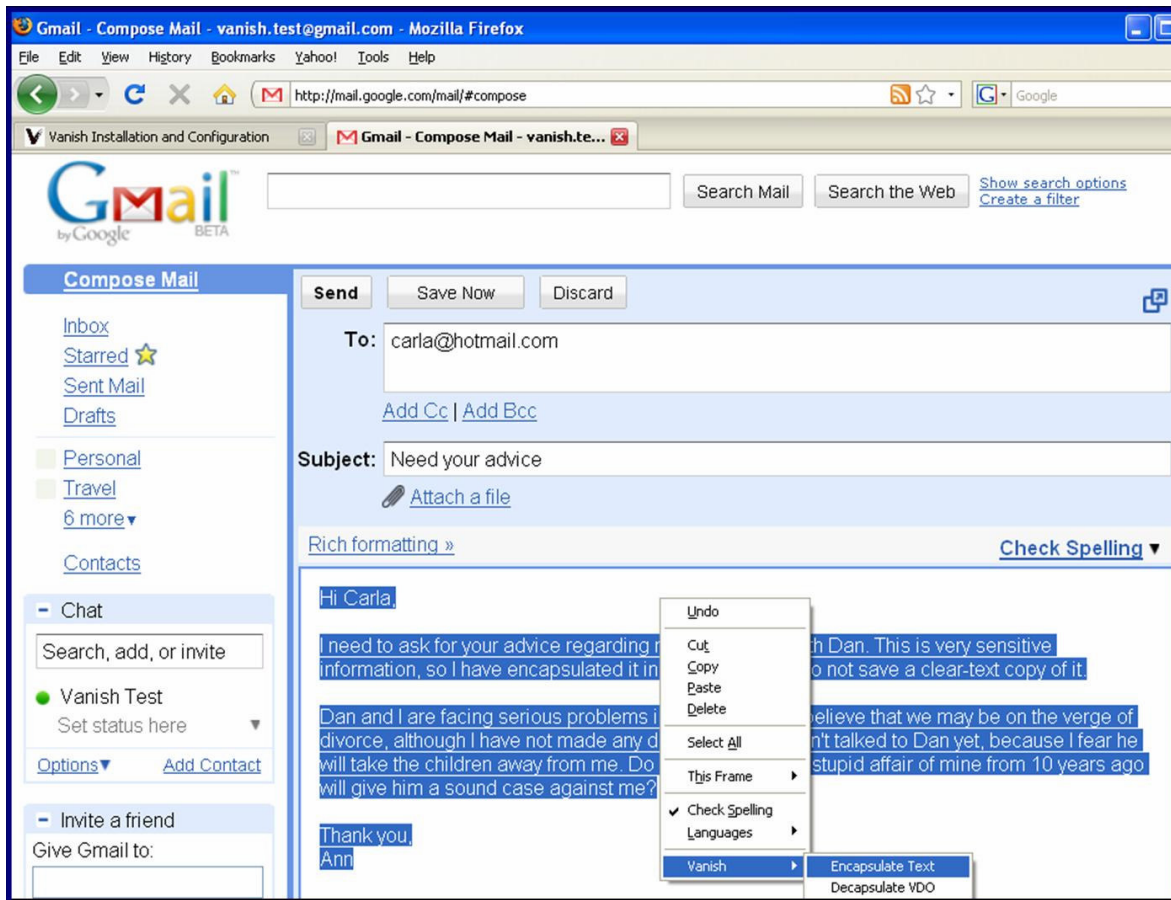 Gmail - Compose Mail - vanish.test@gmail.com - Mozilla Firefox
File Edit View History Bookmarks Yahoo! Tools Help
http://mail.google.com/mail/#compose
G Google
Vanish Installation and Configuration
Gmail - Compose Mail - vanish.te...
Gmail
by Google BETA
Search Mail Search the Web
Show search options
Create a filter
Compose Mail
Inbox
Starred
Sent Mail
Drafts
Personal
Travel
6 more▾
Contacts
– Chat
Search, add, or invite
Vanish Test
Set status here ▼
Options▼ Add Contact
– Invite a friend
Give Gmail to:
Send Save Now Discard
To: carla@hotmail.com
Add Cc | Add Bcc
Subject: Need your advice
Attach a file
Rich formatting »
Check Spelling ▼
Hi Carla,
I need to ask for your advice regarding h Dan. This is very sensitive
information, so I have encapsulated it in o not save a clear-text copy of it.
Dan and I are facing serious problems i elieve that we may be on the verge of
divorce, although I have not made any d n't talked to Dan yet, because I fear he
will take the children away from me. Do stupid affair of mine from 10 years ago
will give him a sound case against me?
Thank you,
Ann
Undo
Cut
Copy
Paste
Delete
Select All
This Frame
✓ Check Spelling
Languages
Vanish
Encapsulate Text
Decapsulate VDO